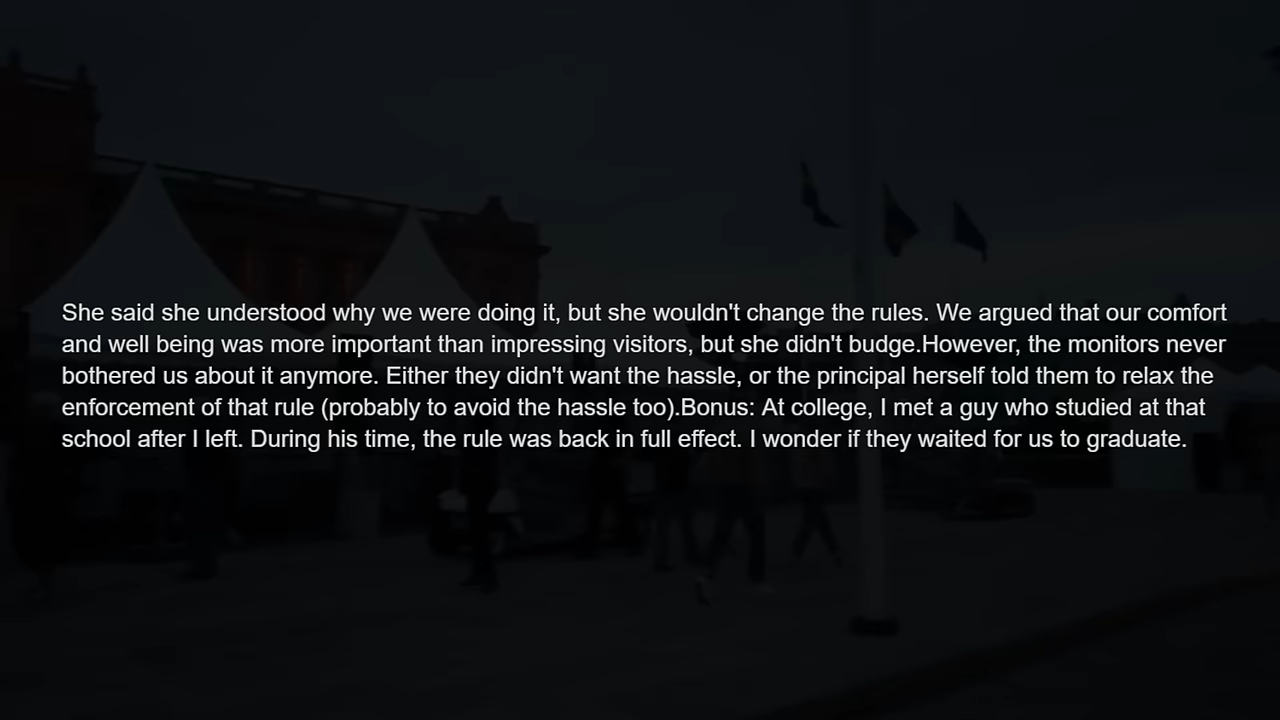 She said she understood why we were doing it, but she wouldn't change the rules. We argued that our comfort
and well being was more important than impressing visitors, but she didn't budge.However, the monitors never
bothered us about it anymore. Either they didn't want the hassle, or the principal herself told them to relax the
enforcement of that rule (probably to avoid the hassle too).Bonus: At college, I met a guy who studied at that
school after I left. During his time, the rule was back in full effect. I wonder if they waited for us to graduate.